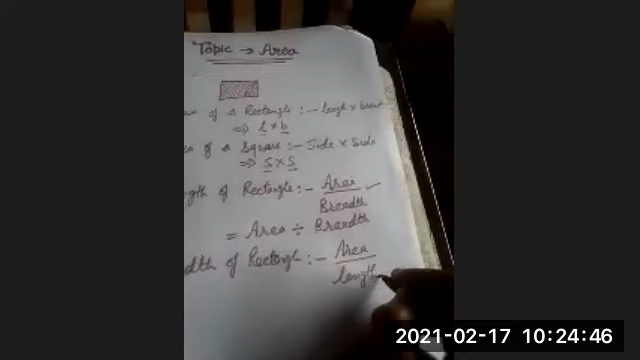 Topic → Area
of a Rectangle :- length × breadth
⇒ l × b
of a Square :- Side × Side
⇒ S × S
of Rectangle :- Area / Breadth ✓
= Area ÷ Breadth
of Rectangle :- Area / length
2021-02-17 10:24:46